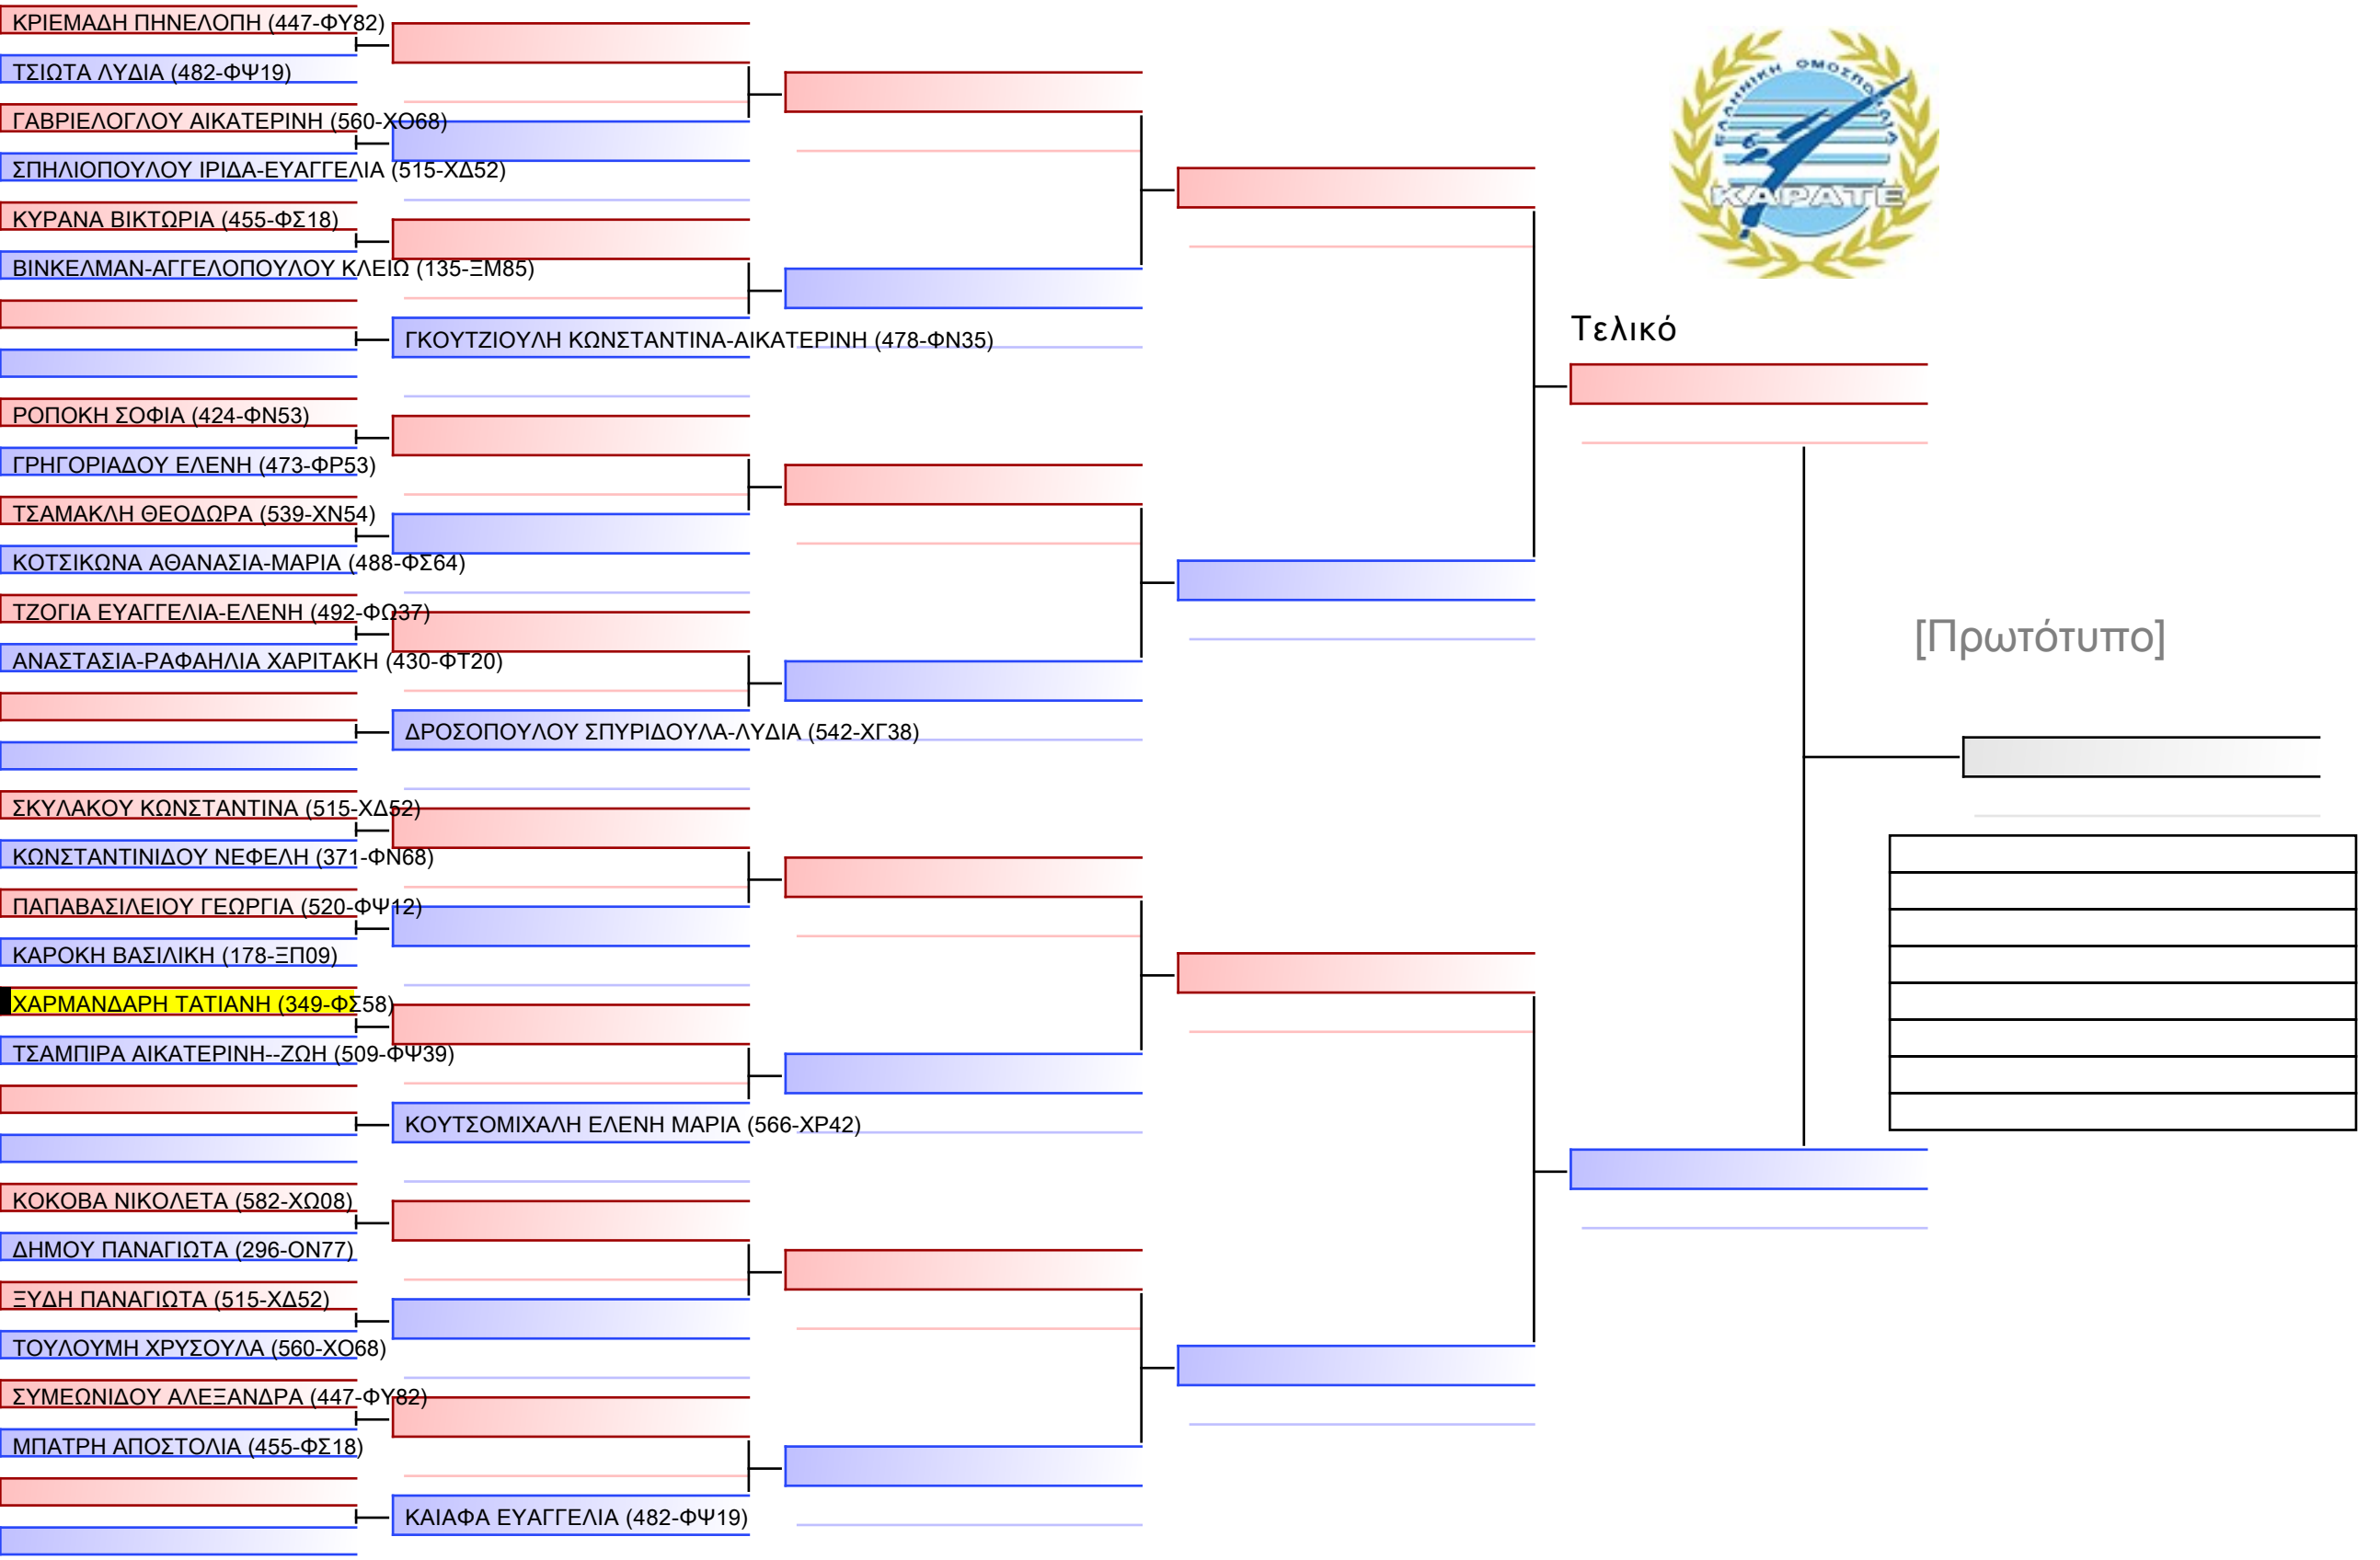 ΚΡΙΕΜΑΔΗ ΠΗΝΕΛΟΠΗ (447-ΦΥ82)
ΤΣΙΩΤΑ ΛΥΔΙΑ (482-ΦΨ19)
ΓΑΒΡΙΕΛΟΓΛΟΥ ΑΙΚΑΤΕΡΙΝΗ (560-ΧΟ68)
ΣΠΗΛΙΟΠΟΥΛΟΥ ΙΡΙΔΑ-ΕΥΑΓΓΕΛΙΑ (515-ΧΔ52)
ΚΥΡΑΝΑ ΒΙΚΤΩΡΙΑ (455-ΦΣ18)
ΒΙΝΚΕΛΜΑΝ-ΑΓΓΕΛΟΠΟΥΛΟΥ ΚΛΕΙΩ (135-ΞΜ85)
ΓΚΟΥΤΖΙΟΥΛΗ ΚΩΝΣΤΑΝΤΙΝΑ-ΑΙΚΑΤΕΡΙΝΗ (478-ΦΝ35)
ΡΟΠΟΚΗ ΣΟΦΙΑ (424-ΦΝ53)
ΓΡΗΓΟΡΙΑΔΟΥ ΕΛΕΝΗ (473-ΦΡ53)
ΤΣΑΜΑΚΛΗ ΘΕΟΔΩΡΑ (539-ΧΝ54)
ΚΟΤΣΙΚΩΝΑ ΑΘΑΝΑΣΙΑ-ΜΑΡΙΑ (488-ΦΣ64)
ΤΖΟΓΙΑ ΕΥΑΓΓΕΛΙΑ-ΕΛΕΝΗ (492-ΦΩ37)
ΑΝΑΣΤΑΣΙΑ-ΡΑΦΑΗΛΙΑ ΧΑΡΙΤΑΚΗ (430-ΦΤ20)
ΔΡΟΣΟΠΟΥΛΟΥ ΣΠΥΡΙΔΟΥΛΑ-ΛΥΔΙΑ (542-ΧΓ38)
ΣΚΥΛΑΚΟΥ ΚΩΝΣΤΑΝΤΙΝΑ (515-ΧΔ52)
ΚΩΝΣΤΑΝΤΙΝΙΔΟΥ ΝΕΦΕΛΗ (371-ΦΝ68)
ΠΑΠΑΒΑΣΙΛΕΙΟΥ ΓΕΩΡΓΙΑ (520-ΦΨ12)
ΚΑΡΟΚΗ ΒΑΣΙΛΙΚΗ (178-ΞΠ09)
ΧΑΡΜΑΝΔΑΡΗ ΤΑΤΙΑΝΗ (349-ΦΣ58)
ΤΣΑΜΠΙΡΑ ΑΙΚΑΤΕΡΙΝΗ--ΖΩΗ (509-ΦΨ39)
ΚΟΥΤΣΟΜΙΧΑΛΗ ΕΛΕΝΗ ΜΑΡΙΑ (566-ΧΡ42)
ΚΟΚΟΒΑ ΝΙΚΟΛΕΤΑ (582-ΧΩ08)
ΔΗΜΟΥ ΠΑΝΑΓΙΩΤΑ (296-ΟΝ77)
ΞΥΔΗ ΠΑΝΑΓΙΩΤΑ (515-ΧΔ52)
ΤΟΥΛΟΥΜΗ ΧΡΥΣΟΥΛΑ (560-ΧΟ68)
ΣΥΜΕΩΝΙΔΟΥ ΑΛΕΞΑΝΔΡΑ (447-ΦΥ82)
ΜΠΑΤΡΗ ΑΠΟΣΤΟΛΙΑ (455-ΦΣ18)
ΚΑΙΑΦΑ ΕΥΑΓΓΕΛΙΑ (482-ΦΨ19)
ΕΛΛΗΝΙΚΗ ΟΜΟΣΠΟΝΔΙΑ
ΚΑΡΑΤΕ
Τελικό
[Πρωτότυπο]